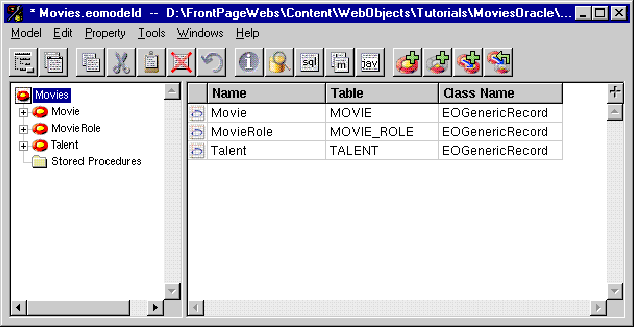 * Movies.eomodeld -- D:\FrontPageWebs\Content\WebObjects\Tutorials\MoviesOracle\...
Model Edit Property Tools Windows Help
sql m jav
Movies
Movie
MovieRole
Talent
Stored Procedures
Name Table Class Name
Movie MOVIE EOGenericRecord
MovieRole MOVIE_ROLE EOGenericRecord
Talent TALENT EOGenericRecord